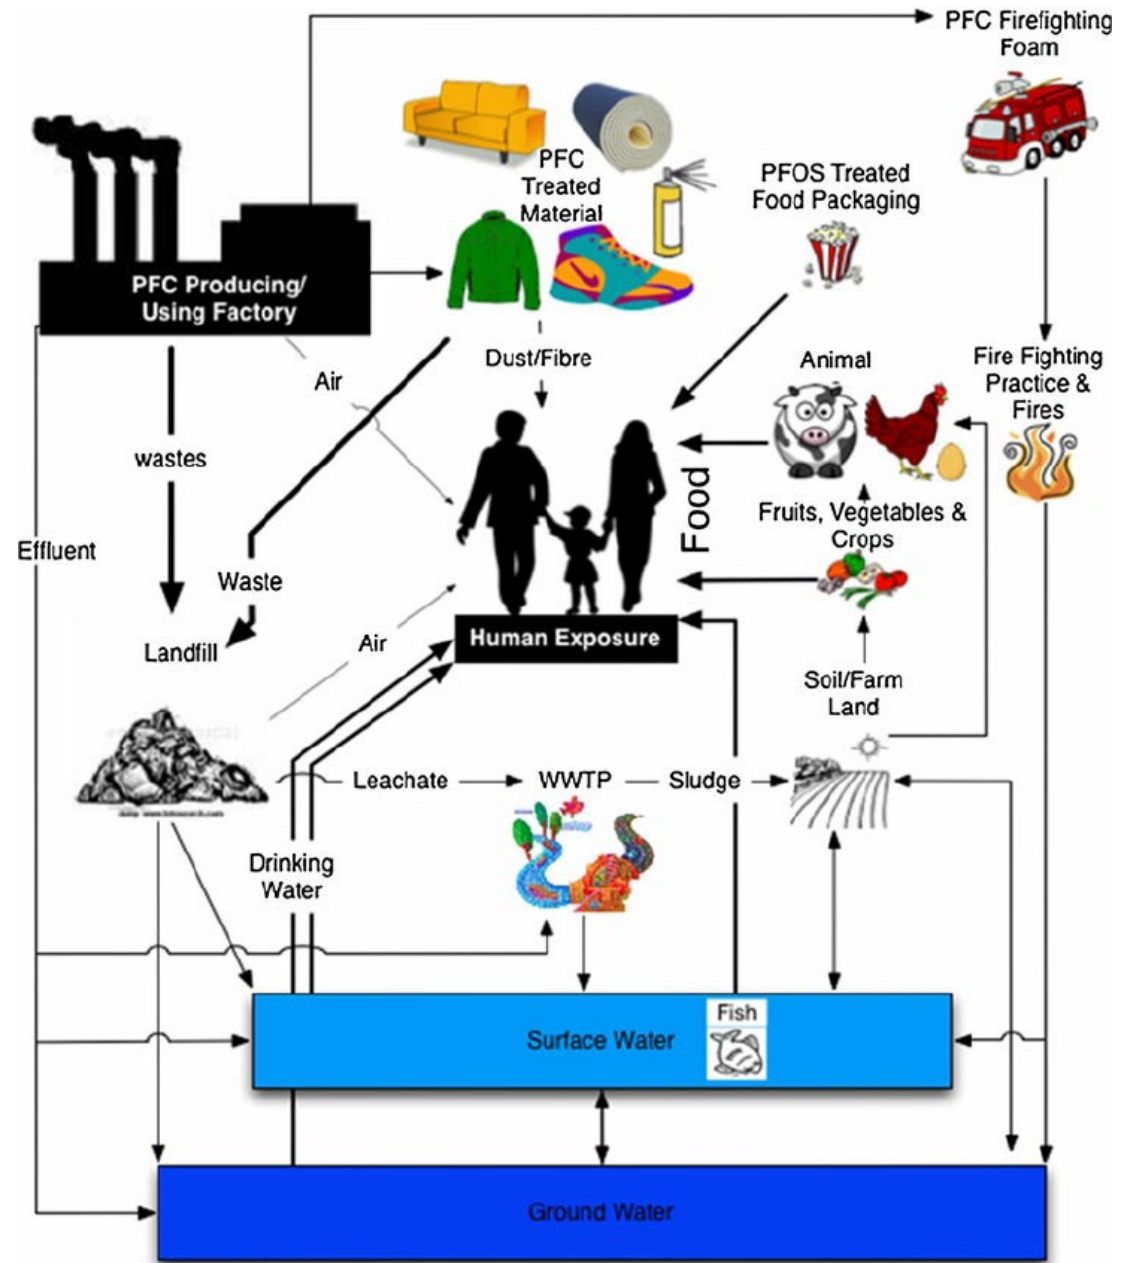 PFC Firefighting
Foam
PFC
Treated
Material
PFOS Treated
Food Packaging
PFC Producing/
Using Factory
Dust/Fibre
Air
Animal
Fire Fighting
Practice &
Fires
wastes
Food
Fruits, Vegetables &
Crops
Effluent
Waste
Human Exposure
Landfill
Air
Soil/Farm
Land
Leachate
WWTP
Sludge
Drinking
Water
Fish
Surface Water
Ground Water